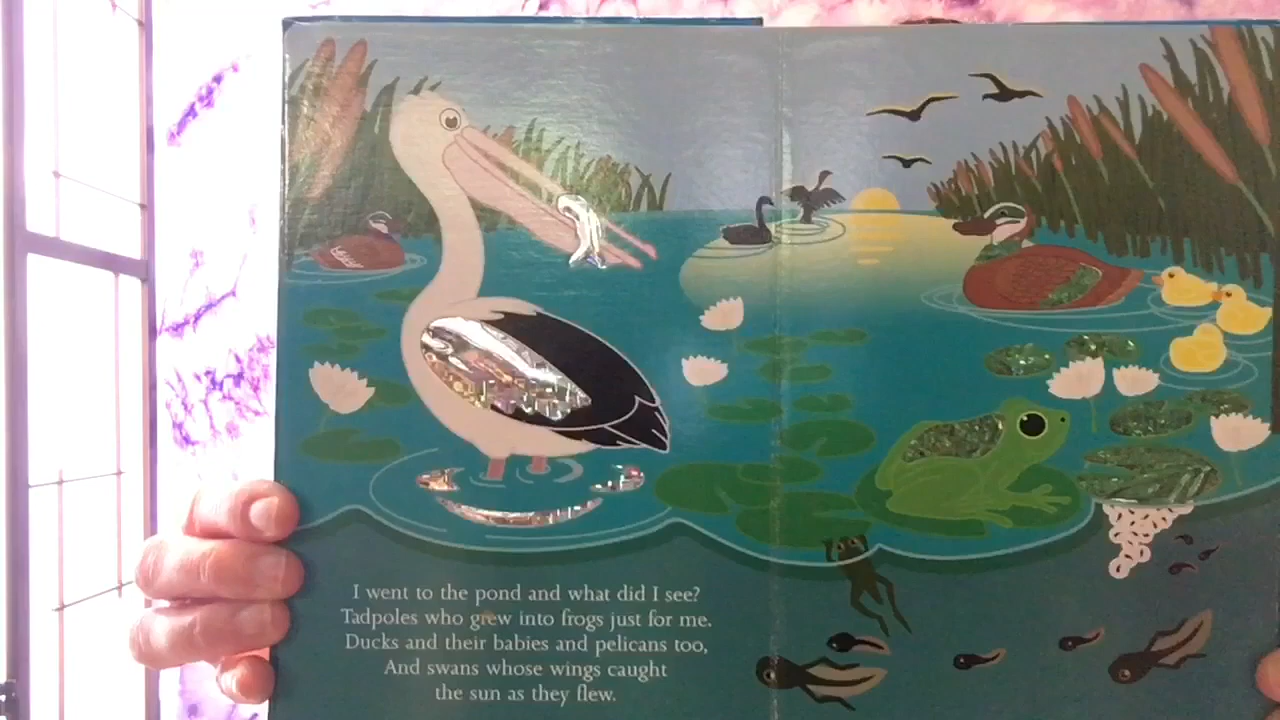 I went to the pond and what did I see?
Tadpoles who grew into frogs just for me.
Ducks and their babies and pelicans too,
And swans whose wings caught
the sun as they flew.